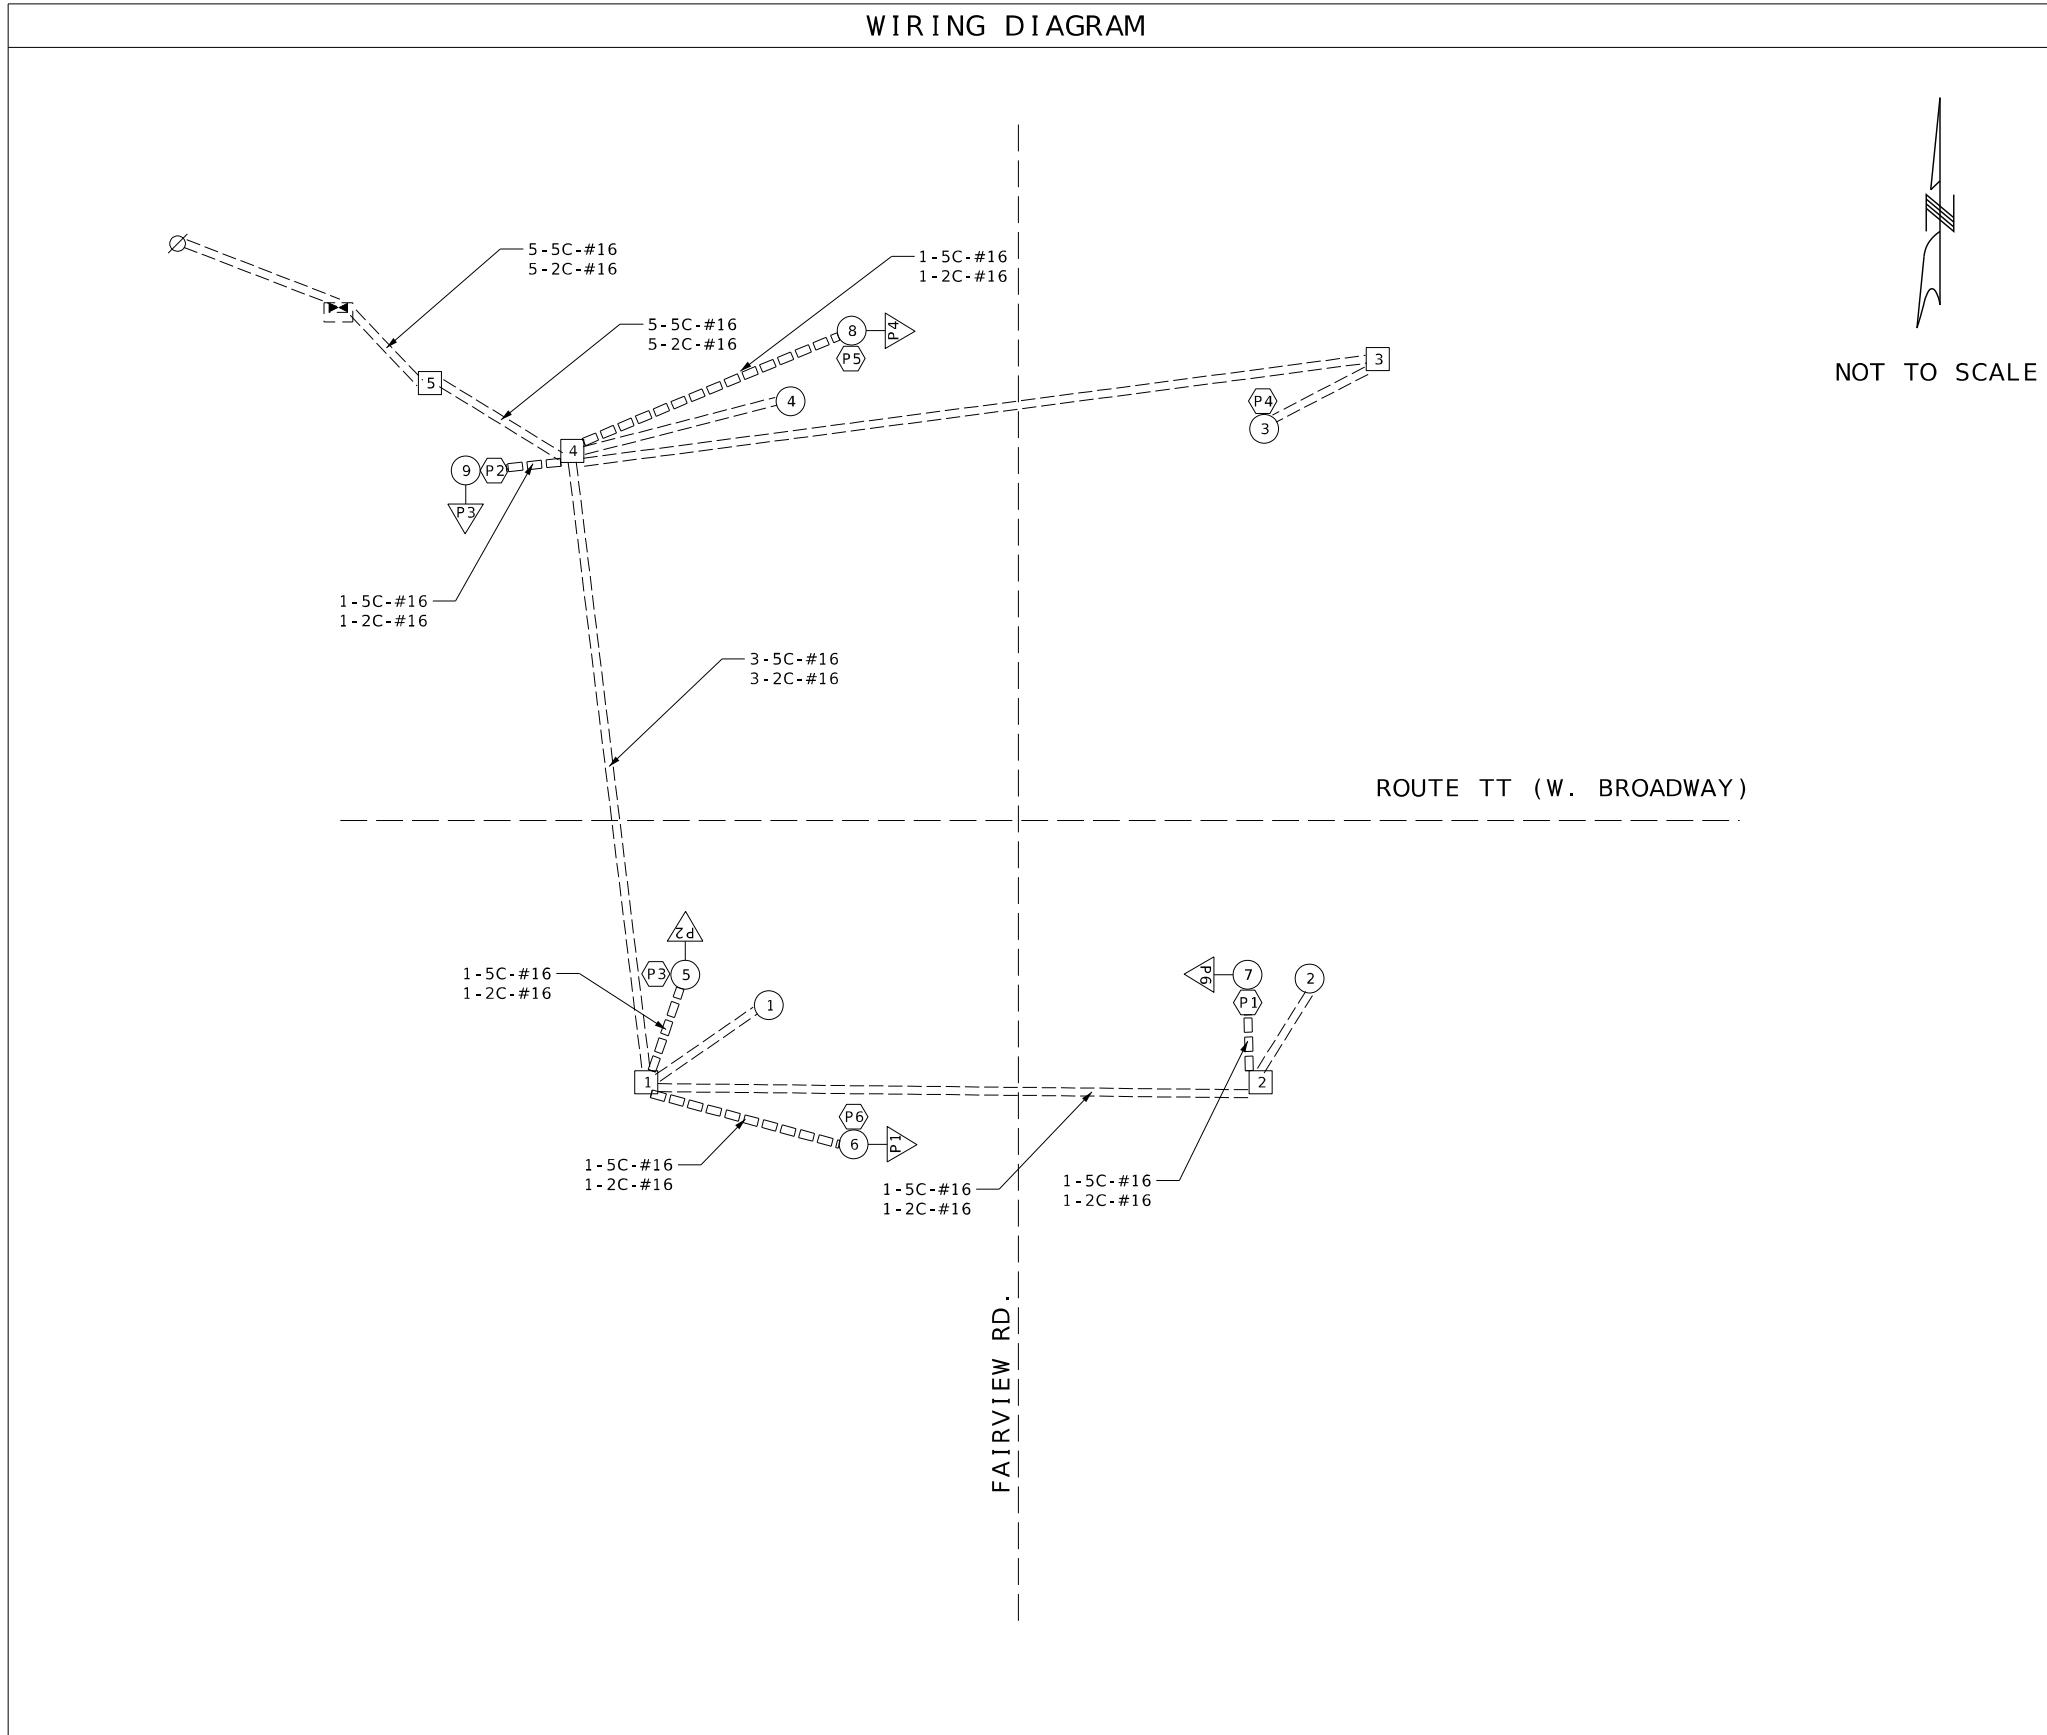 WIRING DIAGRAM
5-5C-#16
5-2C-#16
1-5C-#16
1-2C-#16
5-5C-#16
5-2C-#16
8
P4
P5
3
NOT TO SCALE
5
4
P4
3
4
9
P2
P3
1-5C-#16
1-2C-#16
3-5C-#16
3-2C-#16
ROUTE TT (W. BROADWAY)
P2
1-5C-#16
1-2C-#16
P3
5
P6
7
2
1
P1
1
2
P6
6
P1
1-5C-#16
1-2C-#16
1-5C-#16
1-2C-#16
1-5C-#16
1-2C-#16
FAIRVIEW RD.
N